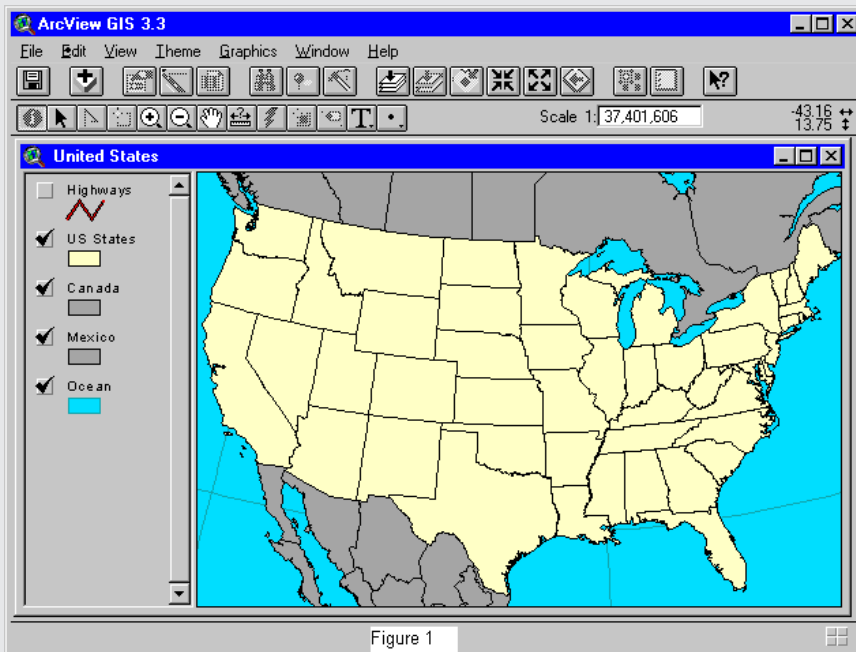 ArcView GIS 3.3
File Edit View Theme Graphics Window Help
Scale 1: 37,401,606
-43.16
13.75
United States
Highways
US States
Canada
Mexico
Ocean
Figure 1